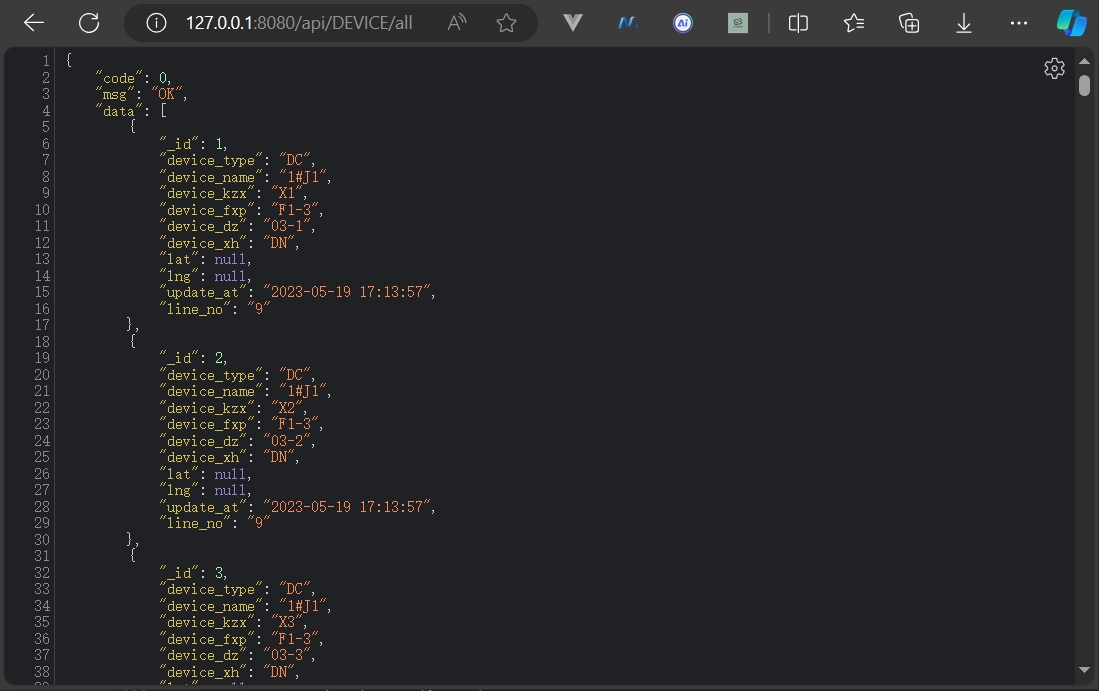 127.0.0.1:8080/api/DEVICE/all
1 {
2 "code": 0,
3 "msg": "OK",
4 "data": [
5 {
6 "_id": 1,
7 "device_type": "DC",
8 "device_name": "1#J1",
9 "device_kzx": "X1",
10 "device_fxp": "F1-3",
11 "device_dz": "03-1",
12 "device_xh": "DN",
13 "lat": null,
14 "lng": null,
15 "update_at": "2023-05-19 17:13:57",
16 "line_no": "9"
17 },
18 {
19 "_id": 2,
20 "device_type": "DC",
21 "device_name": "1#J1",
22 "device_kzx": "X2",
23 "device_fxp": "F1-3",
24 "device_dz": "03-2",
25 "device_xh": "DN",
26 "lat": null,
27 "lng": null,
28 "update_at": "2023-05-19 17:13:57",
29 "line_no": "9"
30 },
31 {
32 "_id": 3,
33 "device_type": "DC",
34 "device_name": "1#J1",
35 "device_kzx": "X3",
36 "device_fxp": "F1-3",
37 "device_dz": "03-3",
38 "device_xh": "DN",